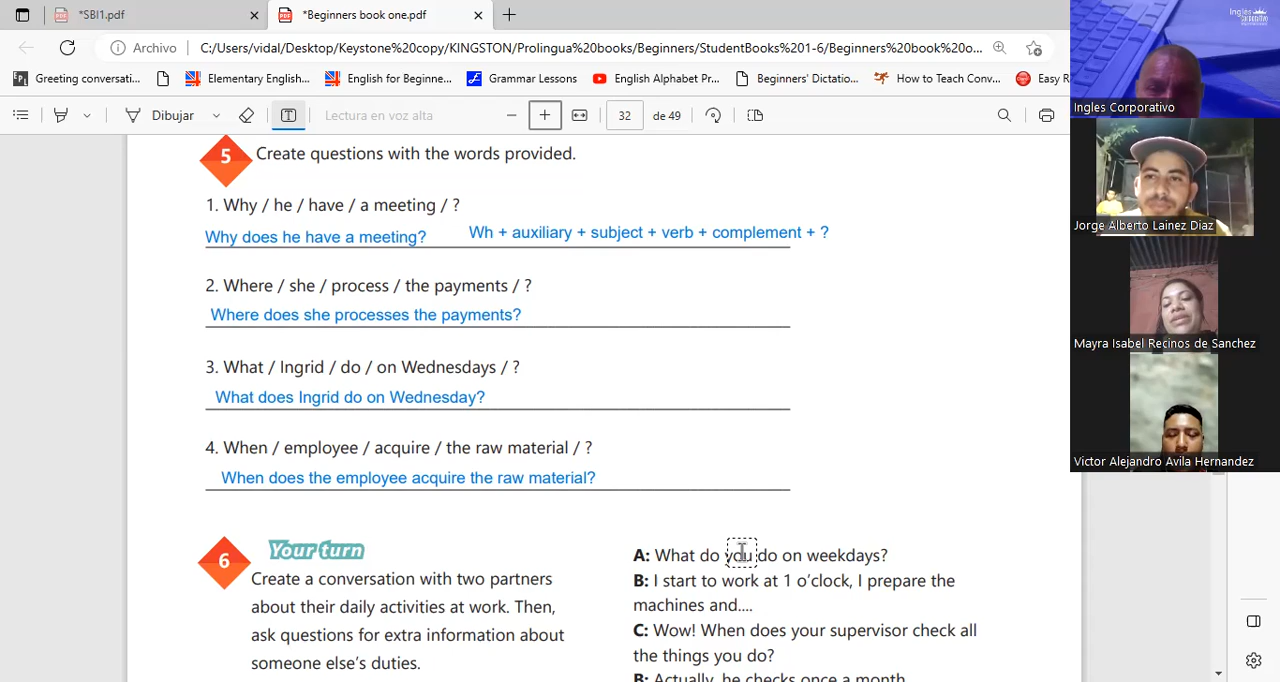 *SBI1.pdf
*Beginners book one.pdf
Archivo
C:/Users/vidal/Desktop/Keystone%20copy/KINGSTON/Prolingua%20books/Beginners/StudentBooks%201-6/Beginners%20book%20o...
Greeting conversati...
Elementary English...
English for Beginne...
Grammar Lessons
English Alphabet Pr...
Beginners' Dictatio...
How to Teach Conv...
Easy R
Dibujar
Lectura en voz alta
32 de 49
5 Create questions with the words provided.
1. Why / he / have / a meeting / ?
Why does he have a meeting? Wh + auxiliary + subject + verb + complement + ?
2. Where / she / process / the payments / ?
Where does she processes the payments?
3. What / Ingrid / do / on Wednesdays / ?
What does Ingrid do on Wednesday?
4. When / employee / acquire / the raw material / ?
When does the employee acquire the raw material?
6 Your turn
Create a conversation with two partners
about their daily activities at work. Then,
ask questions for extra information about
someone else's duties.
A: What do you do on weekdays?
B: I start to work at 1 o'clock, I prepare the
machines and....
C: Wow! When does your supervisor check all
the things you do?
B: Actually, he checks once a month
Ingles Corporativo
Jorge Alberto Lainez Diaz
Mayra Isabel Recinos de Sanchez
Victor Alejandro Avila Hernandez